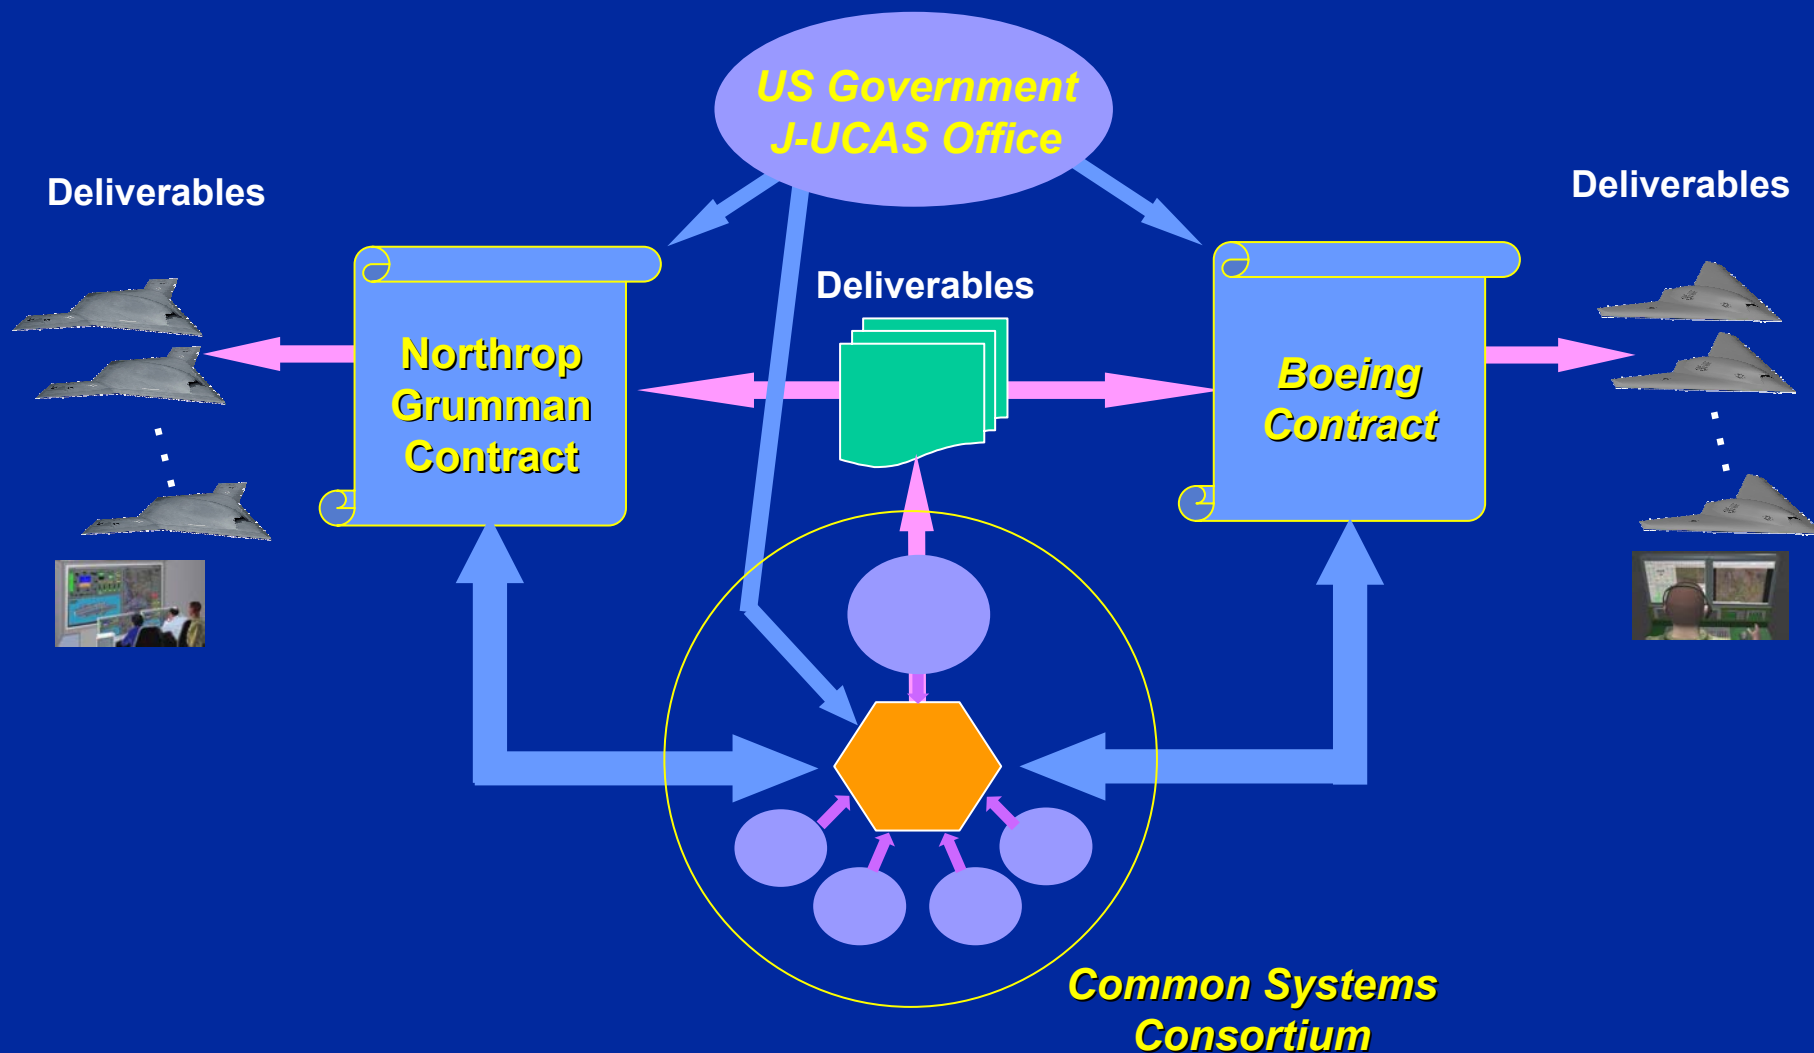 US Government
J-UCAS Office
Deliverables
Deliverables
Deliverables
Northrop
Grumman
Contract
Boeing
Contract
Common Systems
Consortium